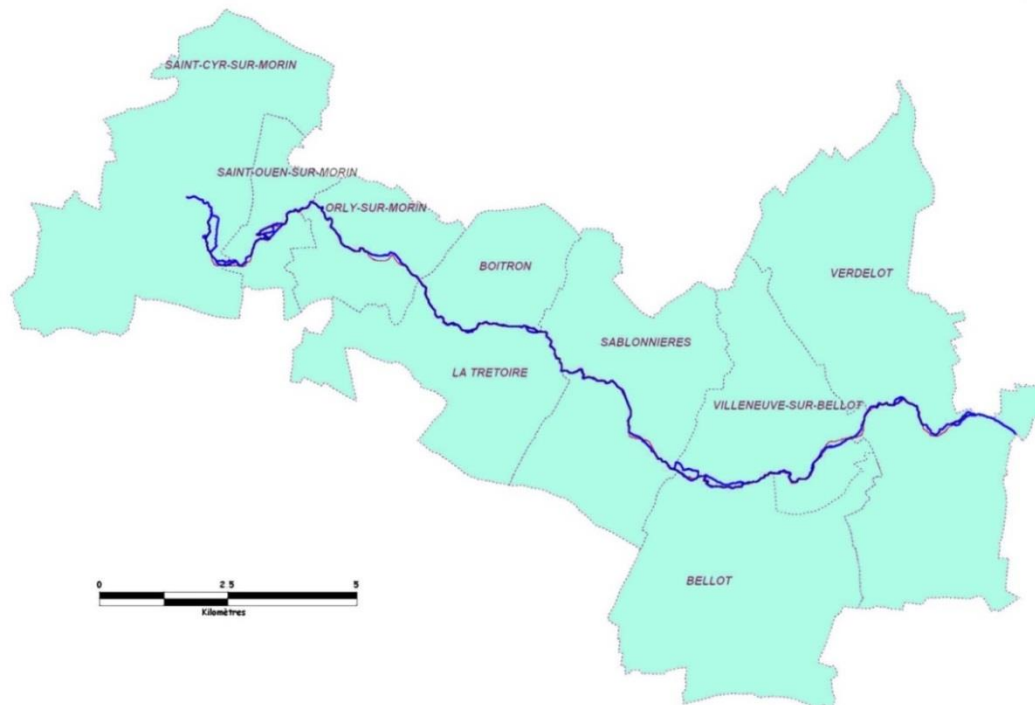 SAINT-CYR-SUR-MORIN
SAINT-OUEN-SUR-MORIN
ORLY-SUR-MORIN
BOITRON
VERDELOT
SABLONNIERES
LA TRETOIRE
VILLENEUVE-SUR-BELLOT
BELLOT
0 2 5 5
Kilomètres